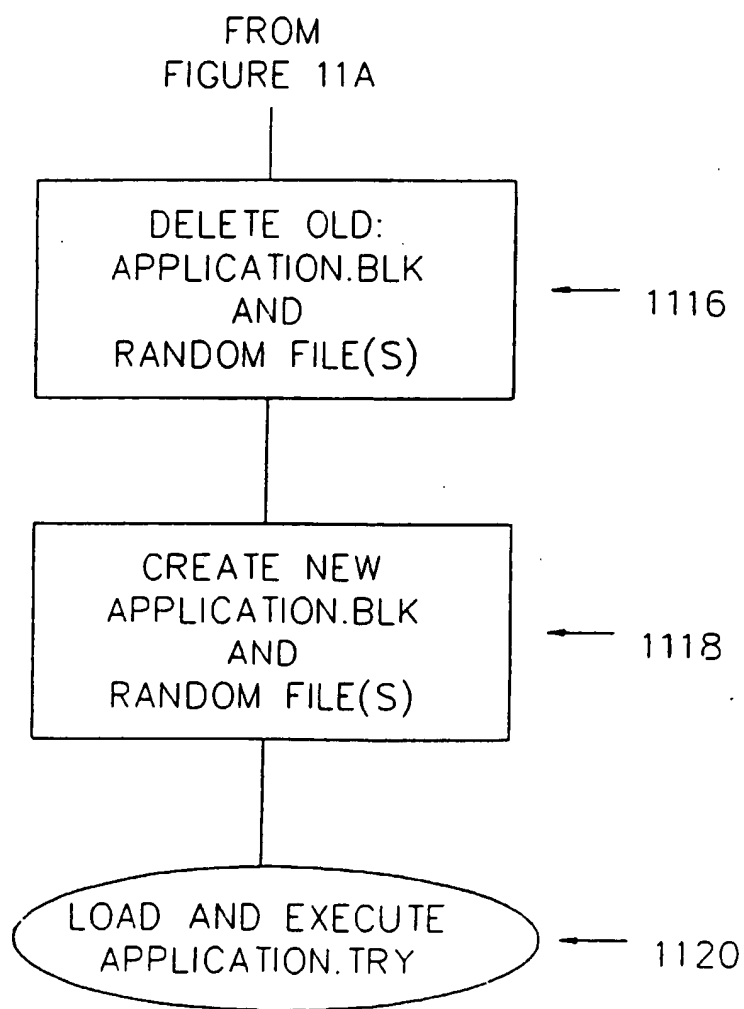 FROM
FIGURE 11A
DELETE OLD:
APPLICATION.BLK
AND
RANDOM FILE(S)
1116
CREATE NEW
APPLICATION.BLK
AND
RANDOM FILE(S)
1118
LOAD AND EXECUTE
APPLICATION.TRY
1120